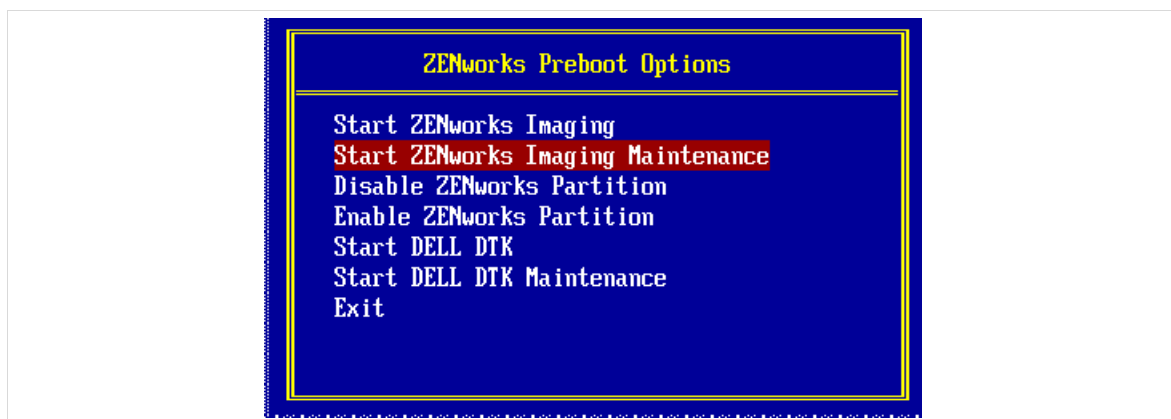 ZENworks Preboot Options
Start ZENworks Imaging
Start ZENworks Imaging Maintenance
Disable ZENworks Partition
Enable ZENworks Partition
Start DELL DTK
Start DELL DTK Maintenance
Exit